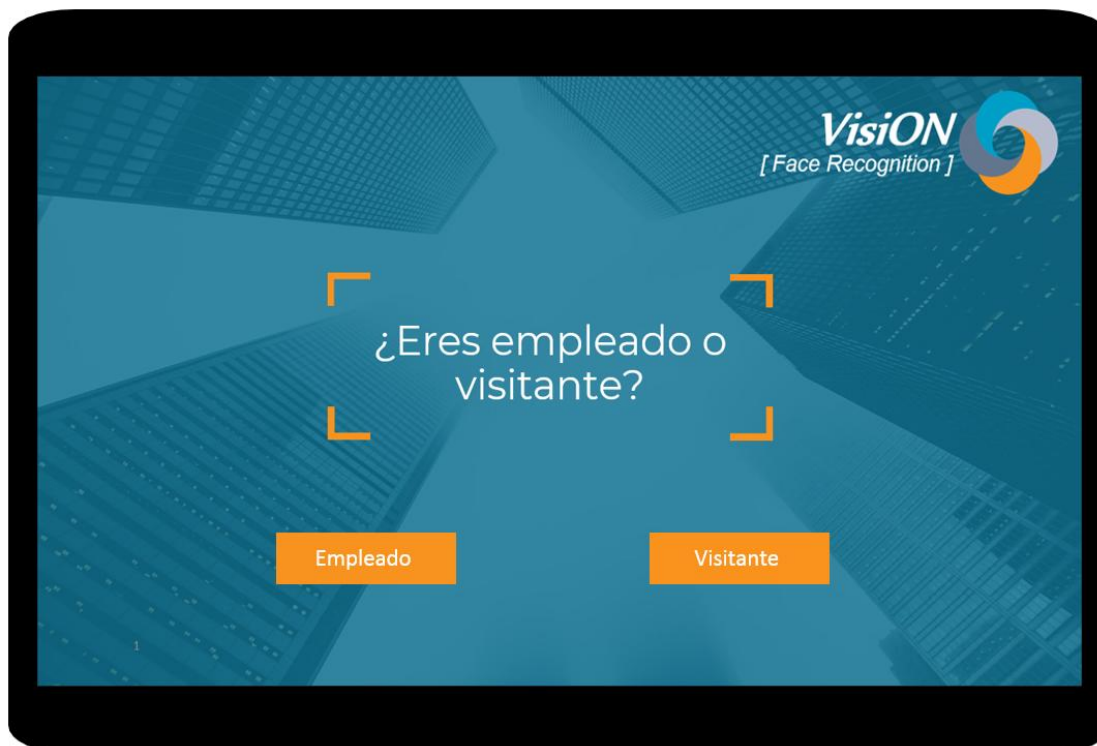 VisiON
[ Face Recognition ]
¿Eres empleado o
visitante?
Empleado
Visitante
1